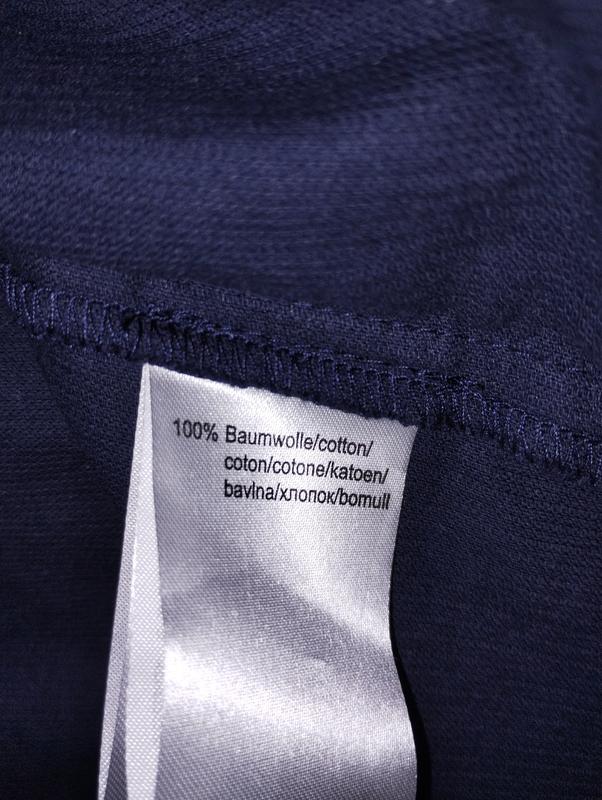 100% Baumwolle/cotton/
coton/cotone/katoen/
bavlna/хлопок/bomull